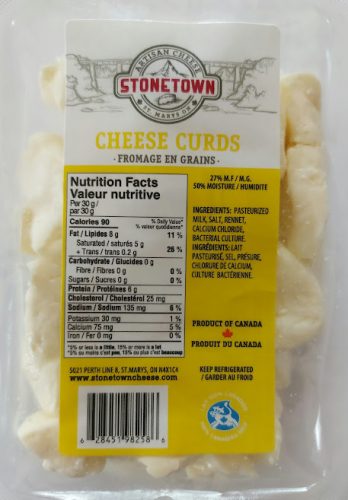 ARTISAN CHEESE
STONETOWN
ST. MARYS ON
CHEESE CURDS
· FROMAGE EN GRAINS ·
27% M.F / M.G.
50% MOISTURE / HUMIDITE
Nutrition Facts
Valeur nutritive
Per 30 g /
par 30 g
Calories 90
% Daily Value*
% valeur quotidienne*
Fat / Lipides 8 g 11 %
Saturated / saturés 5 g
+ Trans / trans 0.2 g 26 %
Carbohydrate / Glucides 0 g
Fibre / Fibres 0 g 0 %
Sugars / Sucres 0 g 0 %
Protein / Protéines 6 g
Cholesterol / Cholestérol 25 mg
Sodium / Sodium 135 mg 6 %
Potassium 30 mg 1 %
Calcium 75 mg 5 %
Iron / Fer 0 mg 0 %
*5% or less is a little, 15% or more is a lot
*5% ou moins c'est peu, 15% ou plus c'est beaucoup
INGREDIENTS: PASTEURIZED
MILK, SALT, RENNET,
CALCIUM CHLORIDE,
BACTERIAL CULTURE.
INGRÉDIENTS: LAIT
PASTEURISÉ, SEL, PRÉSURE,
CHLORURE DE CALCIUM,
CULTURE BACTÉRIENNE.
PRODUCT OF CANADA
PRODUIT DU CANADA
5021 PERTH LINE 8, ST.MARYS, ON N4X1C4
www.stonetowncheese.com
KEEP REFRIGERATED
/ GARDER AU FROID
6 28451 98258 6